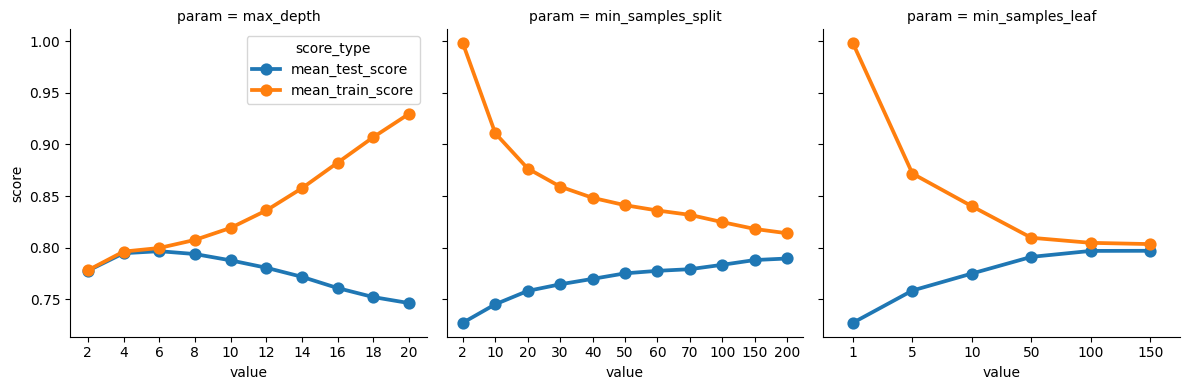 param = max_depth
param = min_samples_split
param = min_samples_leaf
score_type
mean_test_score
mean_train_score
score
1.00
0.95
0.90
0.85
0.80
0.75
2 4 6 8 10 12 14 16 18 20
2 10 20 30 40 50 60 70 100 150 200
1 5 10 50 100 150
value
value
value